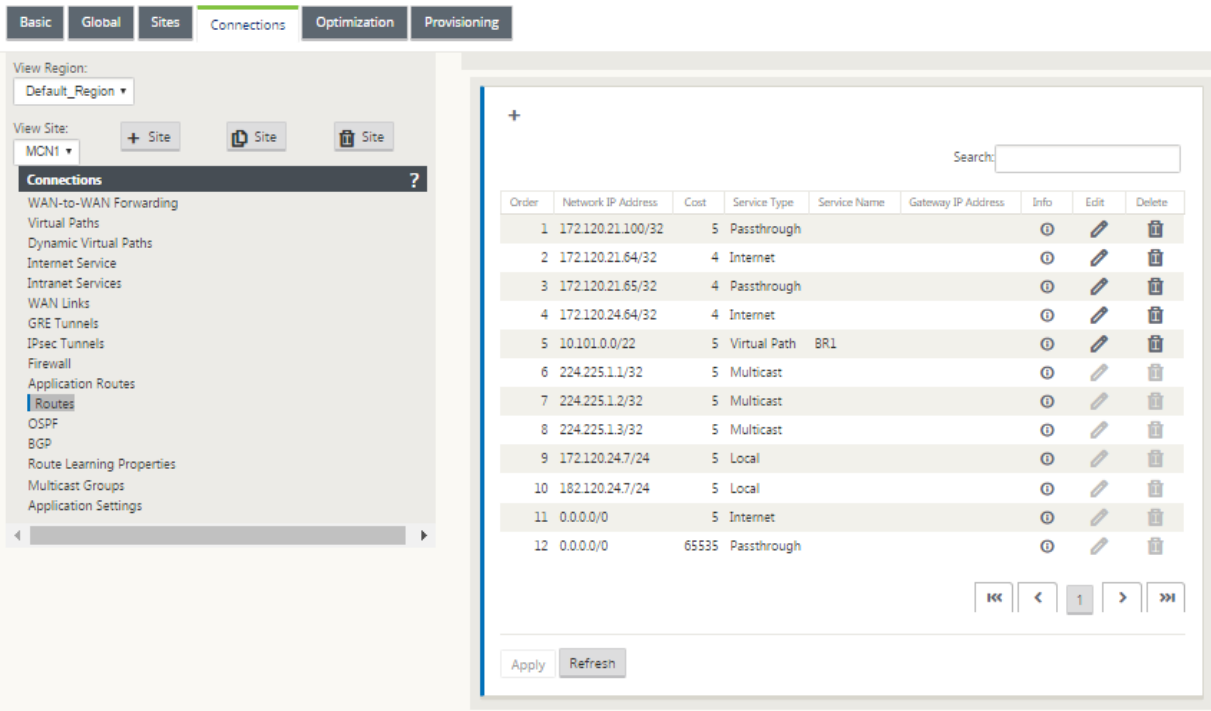 Basic Global Sites Connections Optimization Provisioning
View Region:
Default_Region
View Site:
MCN1
+ Site Site Site
Connections ?
WAN-to-WAN Forwarding
Virtual Paths
Dynamic Virtual Paths
Internet Service
Intranet Services
WAN Links
GRE Tunnels
IPsec Tunnels
Firewall
Application Routes
Routes
OSPF
BGP
Route Learning Properties
Multicast Groups
Application Settings
+
Search:
Order Network IP Address Cost Service Type Service Name Gateway IP Address Info Edit Delete
1 172.120.21.100/32 5 Passthrough
2 172.120.21.64/32 4 Internet
3 172.120.21.65/32 4 Passthrough
4 172.120.24.64/32 4 Internet
5 10.101.0.0/22 5 Virtual Path BR1
6 224.225.1.1/32 5 Multicast
7 224.225.1.2/32 5 Multicast
8 224.225.1.3/32 5 Multicast
9 172.120.24.7/24 5 Local
10 182.120.24.7/24 5 Local
11 0.0.0.0/0 5 Internet
12 0.0.0.0/0 65535 Passthrough
1
Apply Refresh